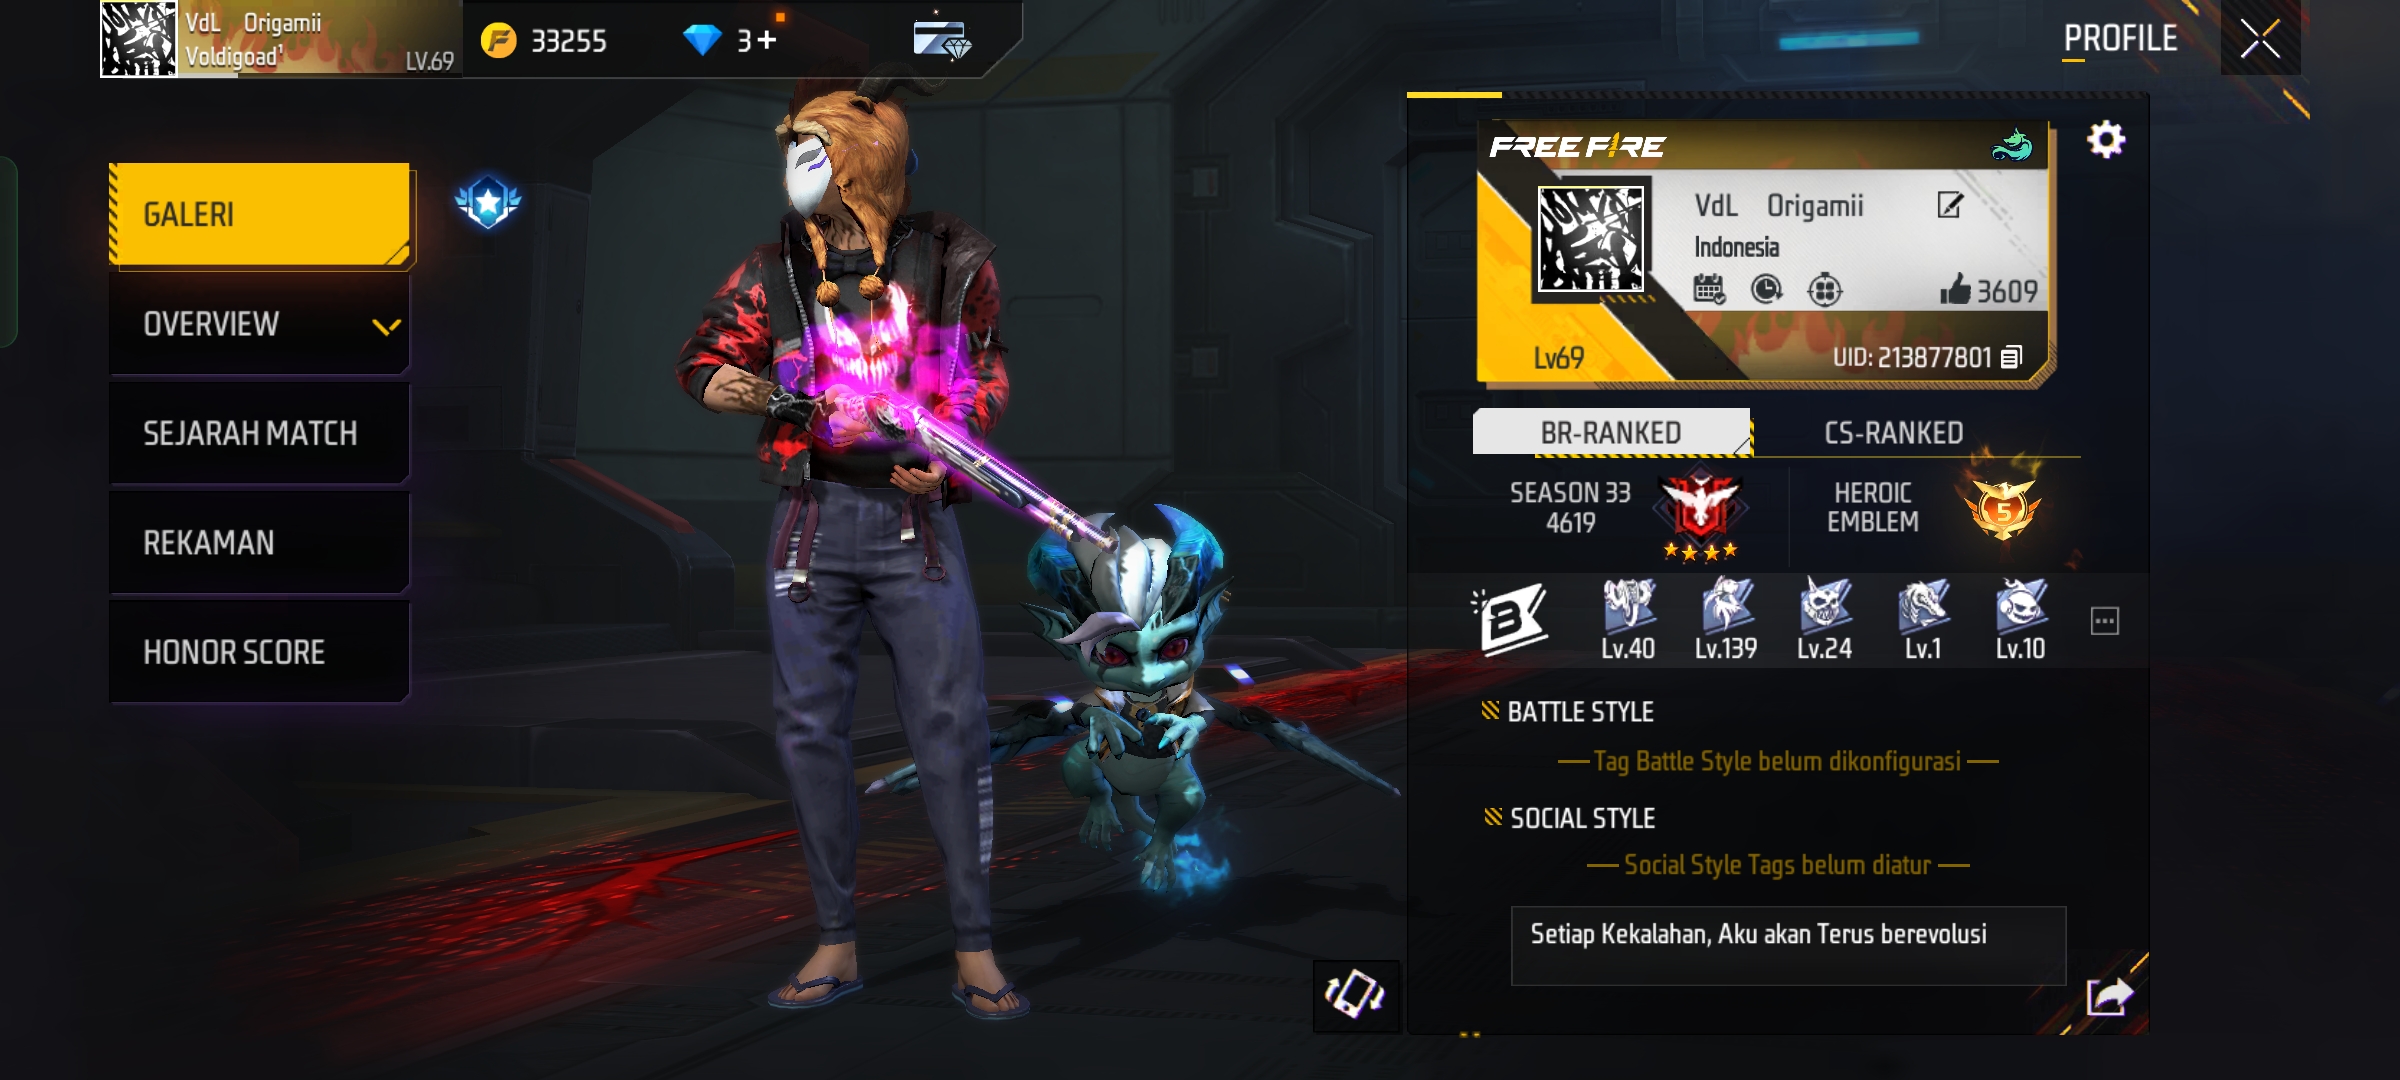 VdL Origamii
Voldigoad¹
LV.69
33255
3+
PROFILE
GALERI
OVERVIEW
SEJARAH MATCH
REKAMAN
HONOR SCORE
FREE FIRE
VdL Origamii
Indonesia
3609
Lv69
UID: 213877801
BR-RANKED
CS-RANKED
SEASON 33
4619
HEROIC
EMBLEM
5
B
Lv.40
Lv.139
Lv.24
Lv.1
Lv.10
BATTLE STYLE
Tag Battle Style belum dikonfigurasi
SOCIAL STYLE
Social Style Tags belum diatur
Setiap Kekalahan, Aku akan Terus berevolusi